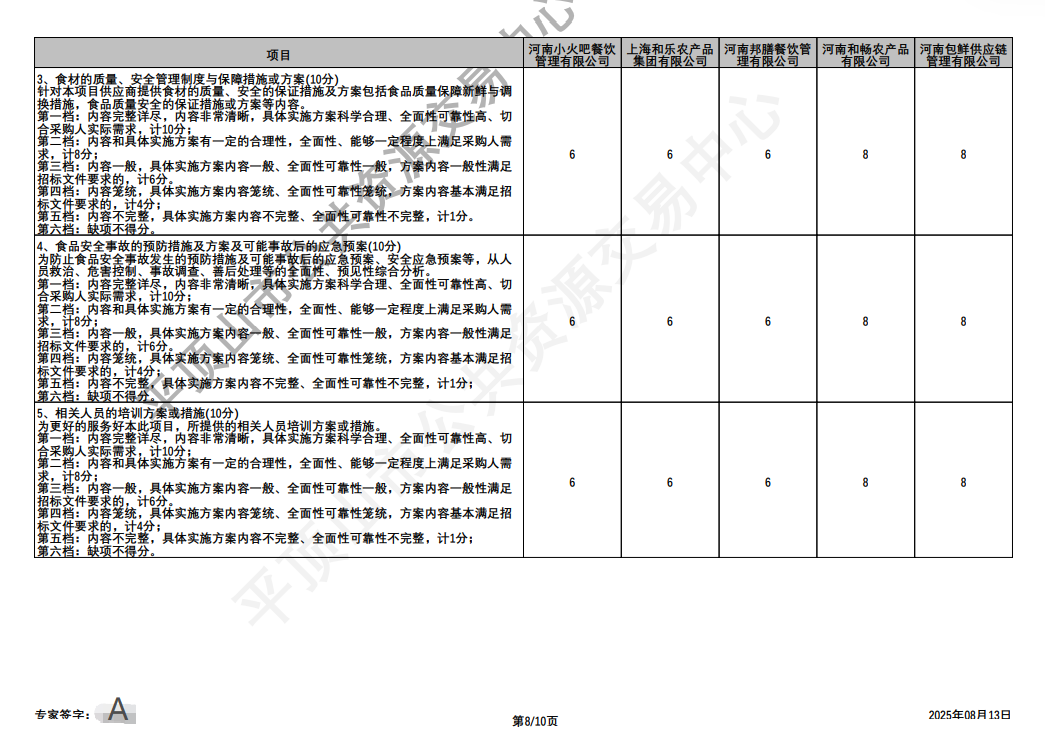 项目
河南小火吧餐饮
管理有限公司
上海和乐农产品
集团有限公司
河南邦膳餐饮管
理有限公司
河南和畅农产品
有限公司
河南包鲜供应链
管理有限公司
3、食材的质量、安全管理制度与保障措施或方案(10分)
针对本项目供应商提供食材的质量、安全的保证措施及方案包括食品质量保障新鲜与调
换措施，食品质量安全的保证措施或方案等内容。
第一档：内容完整详尽，内容非常清晰，具体实施方案科学合理、全面性可靠性高、切
合采购人实际需求，计10分；
第二档：内容和具体实施方案有一定的合理性，全面性、能够一定程度上满足采购人需
求，计8分；
第三档：内容一般，具体实施方案内容一般、全面性可靠性一般，方案内容一般性满足
招标文件要求的，计6分。
第四档：内容笼统，具体实施方案内容笼统、全面性可靠性笼统，方案内容基本满足招
标文件要求的，计4分；
第五档：内容不完整，具体实施方案内容不完整、全面性可靠性不完整，计1分。
第六档：缺项不得分。
6
6
6
8
8
4、食品安全事故的预防措施及方案及可能事故后的应急预案(10分)
为防止食品安全事故发生的预防措施及可能事故后的应急预案、安全应急预案等，从人
员救治、危害控制、事故调查、善后处理等的全面性、预见性综合分析。
第一档：内容完整详尽，内容非常清晰，具体实施方案科学合理、全面性可靠性高、切
合采购人实际需求，计10分；
第二档：内容和具体实施方案有一定的合理性，全面性、能够一定程度上满足采购人需
求，计8分；
第三档：内容一般，具体实施方案内容一般、全面性可靠性一般，方案内容一般性满足
招标文件要求的，计6分。
第四档：内容笼统，具体实施方案内容笼统、全面性可靠性笼统，方案内容基本满足招
标文件要求的，计4分；
第五档：内容不完整，具体实施方案内容不完整、全面性可靠性不完整，计1分；
第六档：缺项不得分。
6
6
6
8
8
5、相关人员的培训方案或措施(10分)
为更好的服务好本此项目，所提供的相关人员培训方案或措施。
第一档：内容完整详尽，内容非常清晰，具体实施方案科学合理、全面性可靠性高、切
合采购人实际需求，计10分；
第二档：内容和具体实施方案有一定的合理性，全面性、能够一定程度上满足采购人需
求，计8分；
第三档：内容一般，具体实施方案内容一般、全面性可靠性一般，方案内容一般性满足
招标文件要求的，计6分。
第四档：内容笼统，具体实施方案内容笼统、全面性可靠性笼统，方案内容基本满足招
标文件要求的，计4分；
第五档：内容不完整，具体实施方案内容不完整、全面性可靠性不完整，计1分；
第六档：缺项不得分。
6
6
6
8
8
平顶山市公共资源交易中心
平顶山市公共资源交易中心
专家签字： A
第8/10页
2025年08月13日